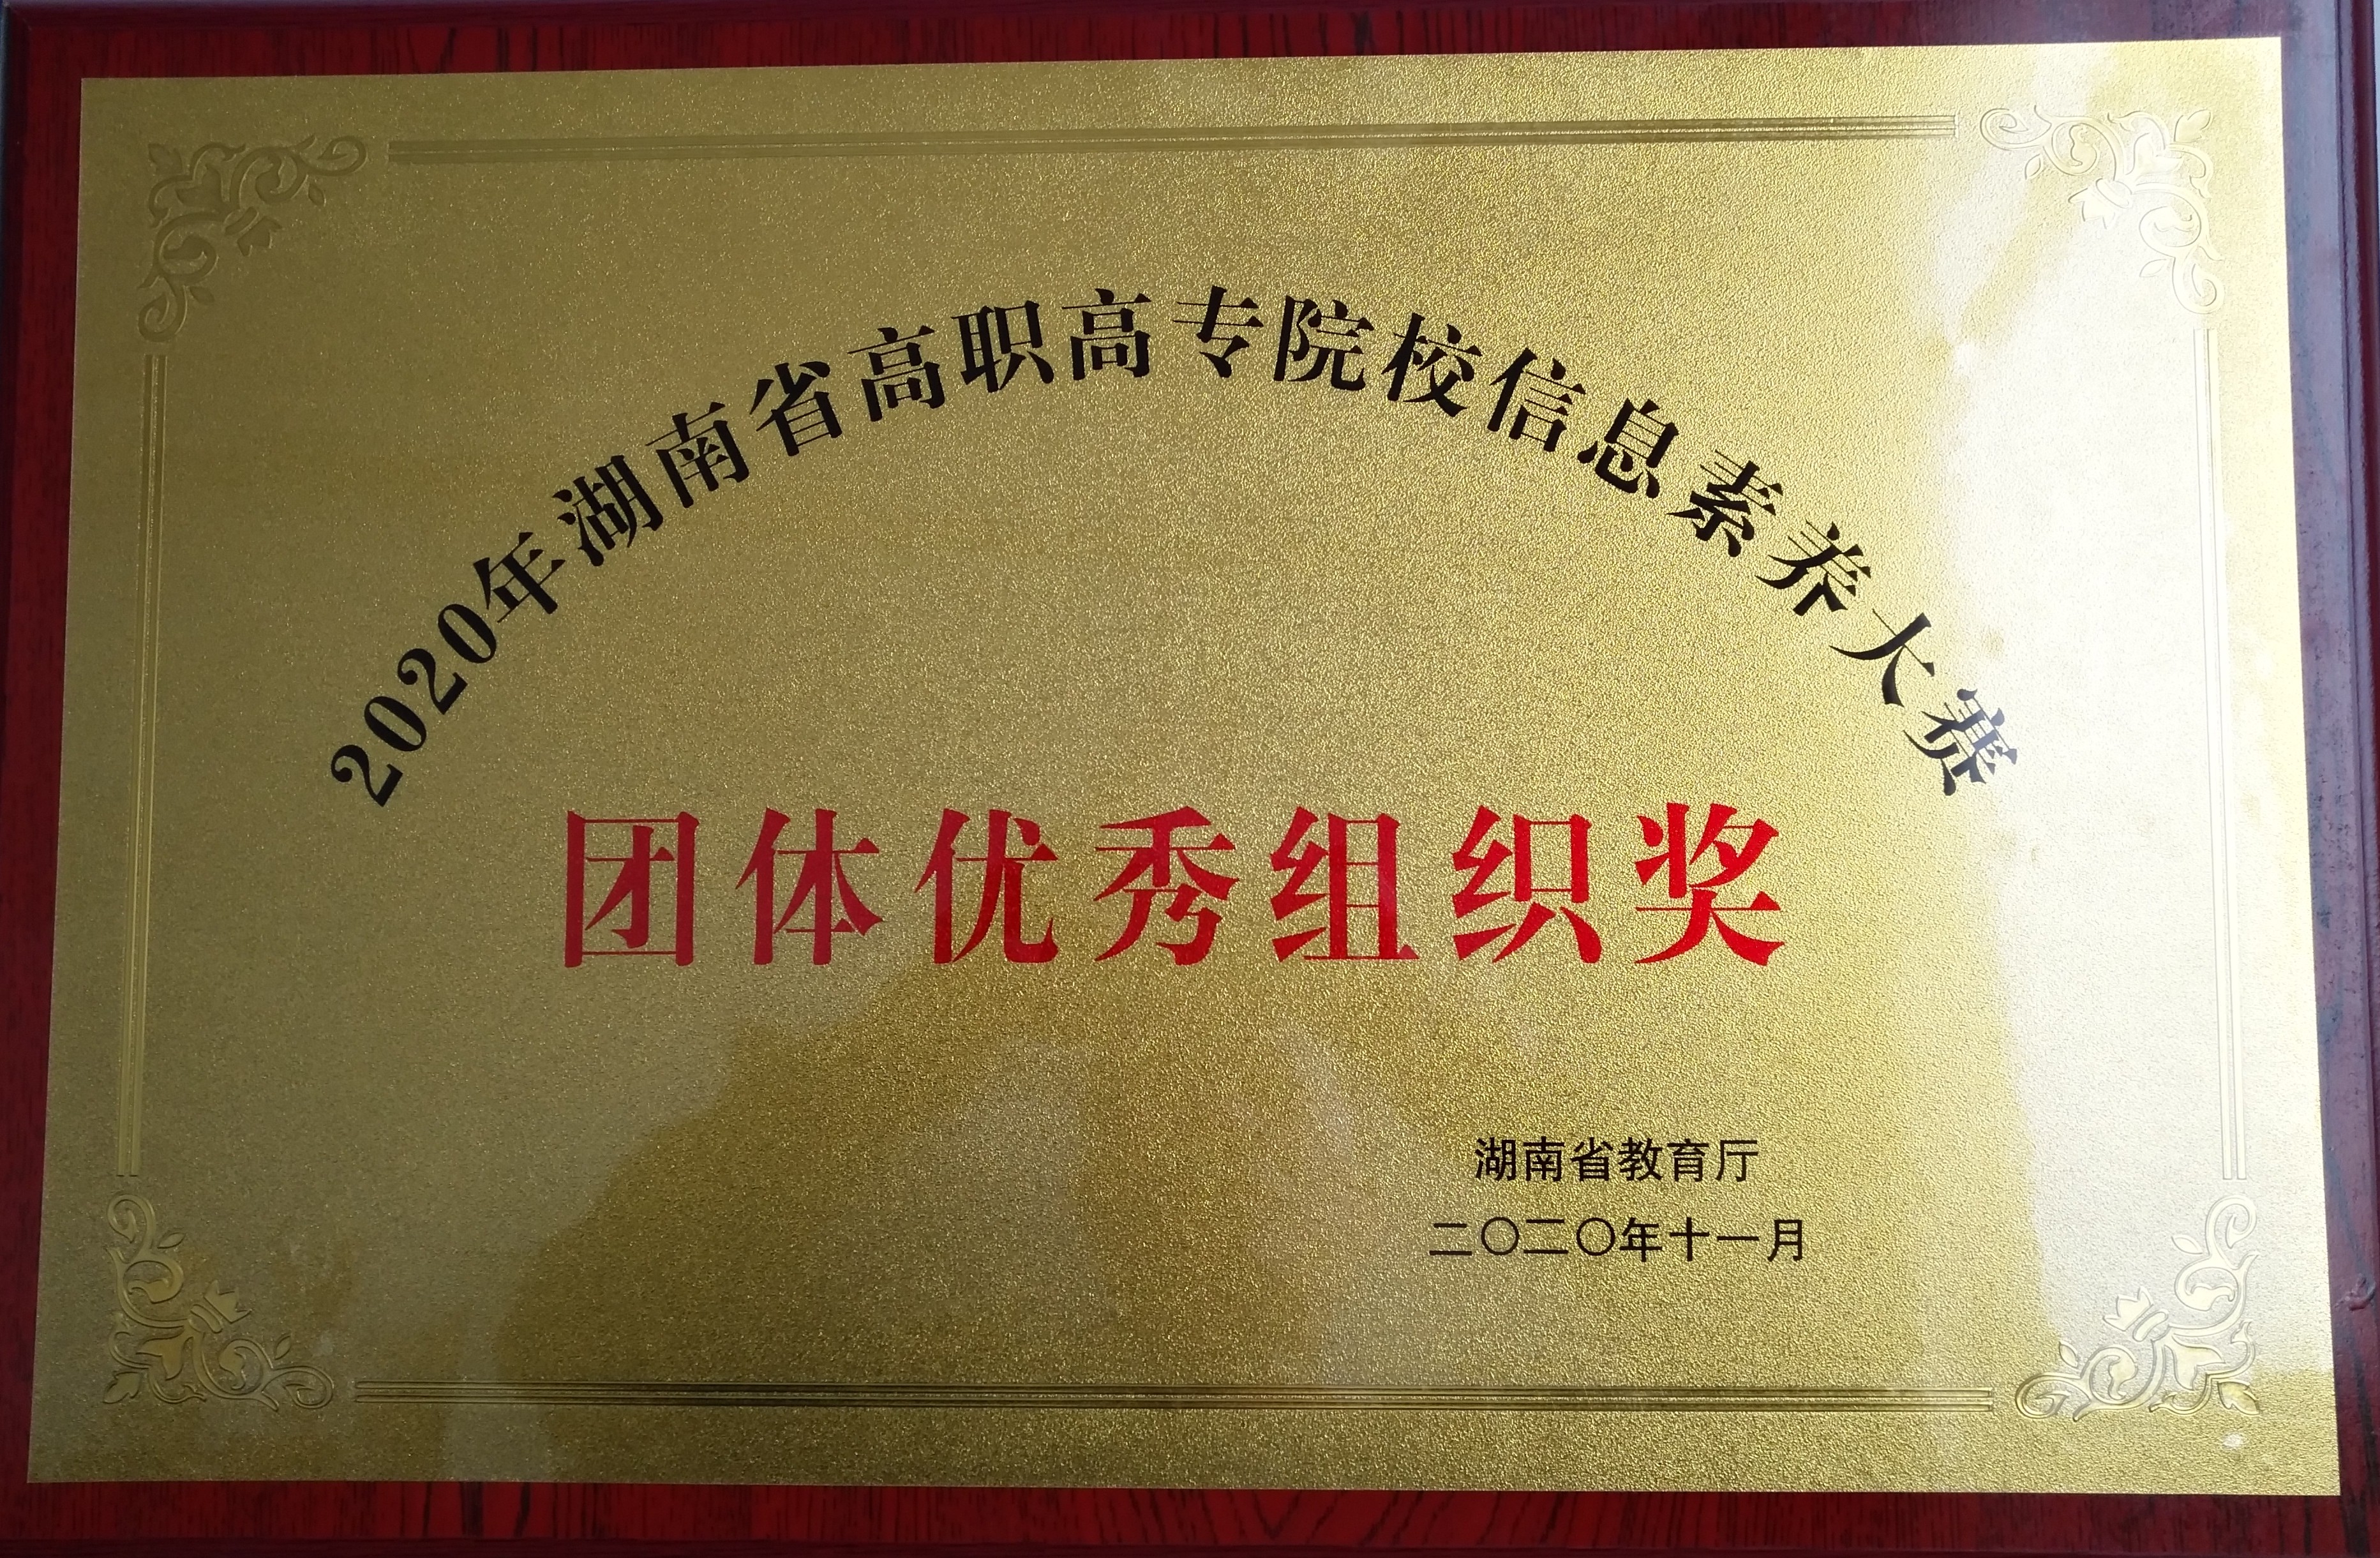 2020年湖南省高职高专院校信息素养大赛
团体优秀组织奖
湖南省教育厅
二〇二〇年十一月